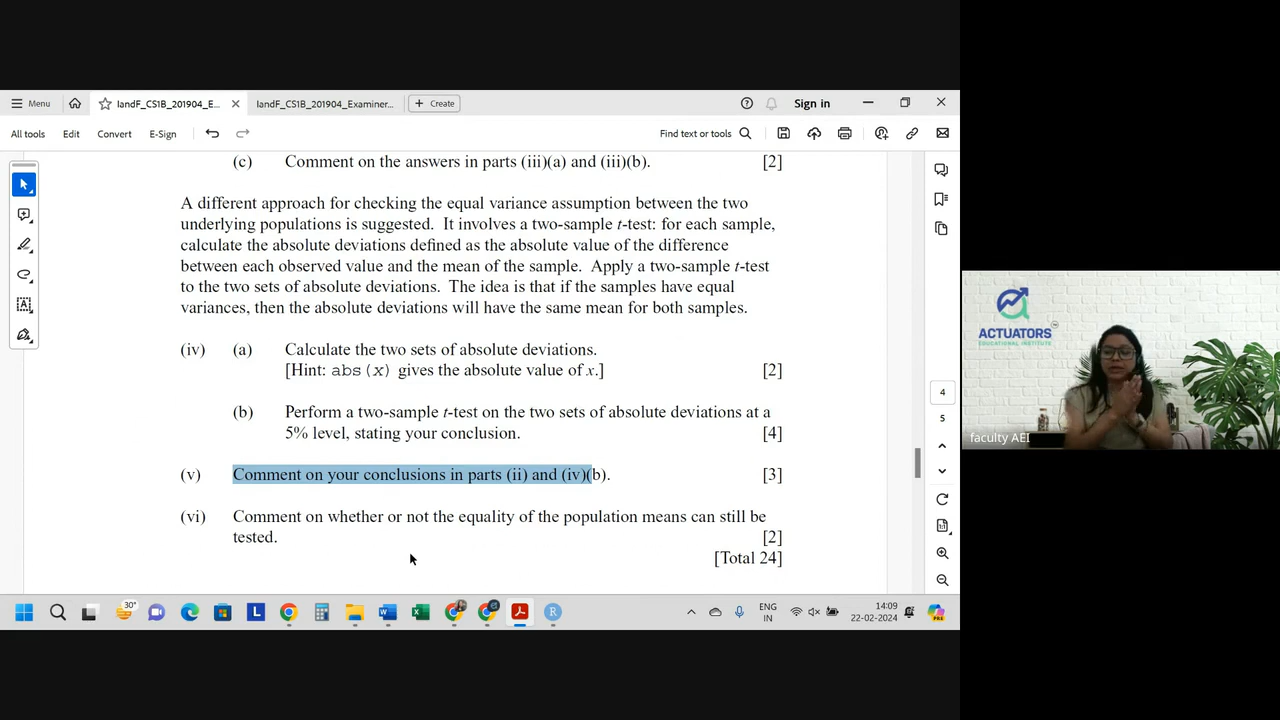 Menu
IandF_CS1B_201904_E...
IandF_CS1B_201904_Examiner...
Create
Sign in
All tools
Edit
Convert
E-Sign
Find text or tools
(c) Comment on the answers in parts (iii)(a) and (iii)(b). [2]
A different approach for checking the equal variance assumption between the two
underlying populations is suggested. It involves a two-sample t-test: for each sample,
calculate the absolute deviations defined as the absolute value of the difference
between each observed value and the mean of the sample. Apply a two-sample t-test
to the two sets of absolute deviations. The idea is that if the samples have equal
variances, then the absolute deviations will have the same mean for both samples.
(iv) (a) Calculate the two sets of absolute deviations.
[Hint: abs(x) gives the absolute value of x.] [2]
(b) Perform a two-sample t-test on the two sets of absolute deviations at a
5% level, stating your conclusion. [4]
(v) Comment on your conclusions in parts (ii) and (iv)(b). [3]
(vi) Comment on whether or not the equality of the population means can still be
tested. [2]
[Total 24]
4
5
ACTUATORS
EDUCATIONAL INSTITUTE
faculty AEI
30°
L
W
X
R
ENG
IN
14:09
22-02-2024